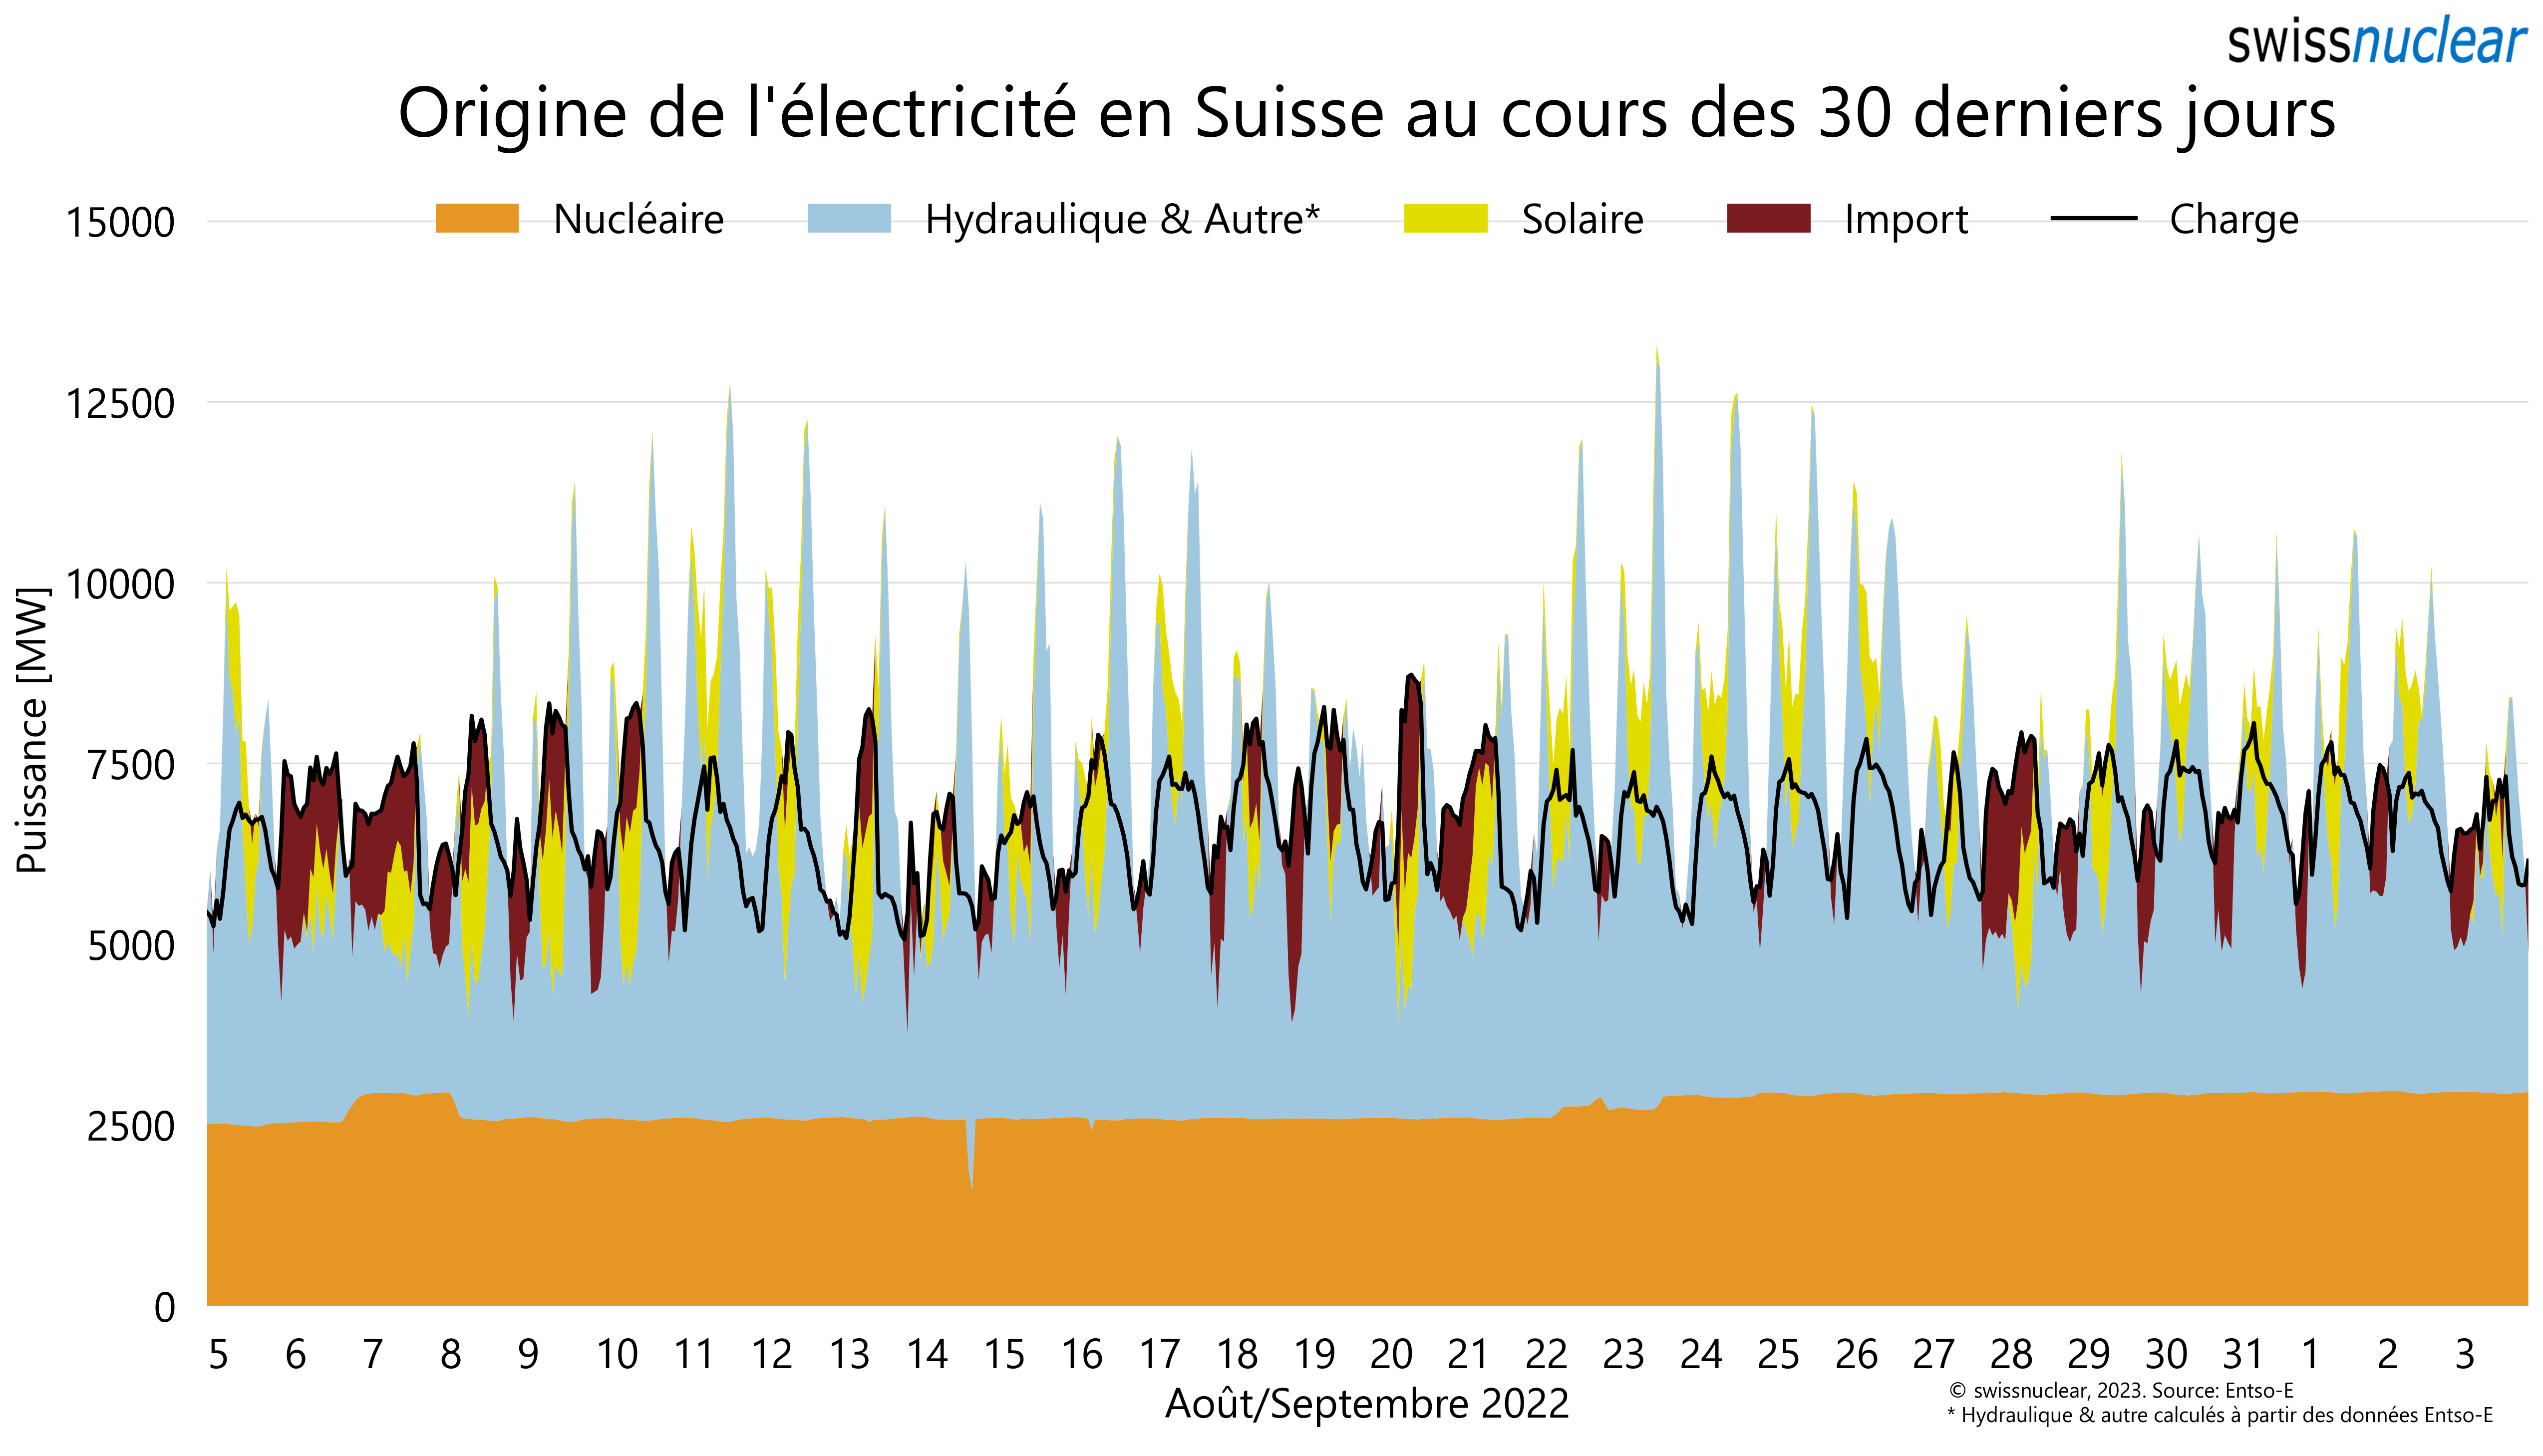 swissnuclear
Origine de l'électricité en Suisse au cours des 30 derniers jours
Nucléaire Hydraulique & Autre* Solaire Import Charge
15000
12500
10000
7500
5000
2500
0
Puissance [MW]
5 6 7 8 9 10 11 12 13 14 15 16 17 18 19 20 21 22 23 24 25 26 27 28 29 30 31 1 2 3
Août/Septembre 2022
© swissnuclear, 2023. Source: Entso-E
* Hydraulique & autre calculés à partir des données Entso-E